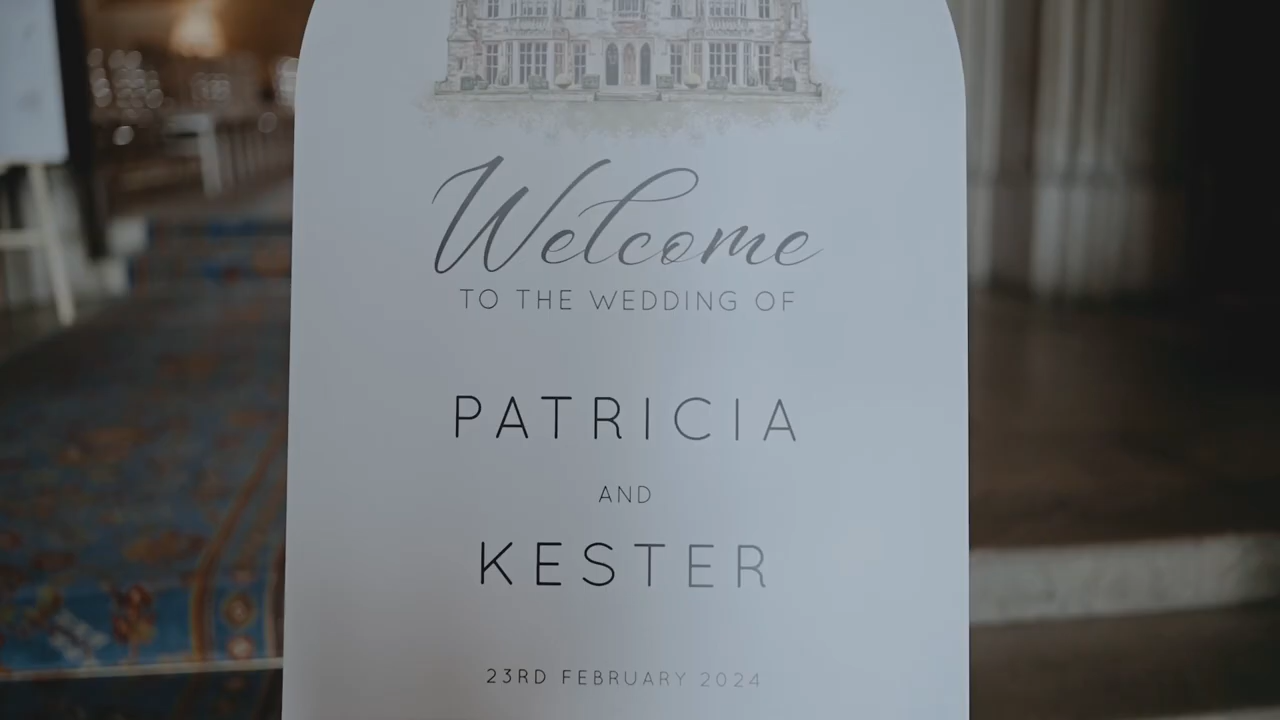 Welcome
TO THE WEDDING OF
PATRICIA
AND
KESTER
23RD FEBRUARY 2024